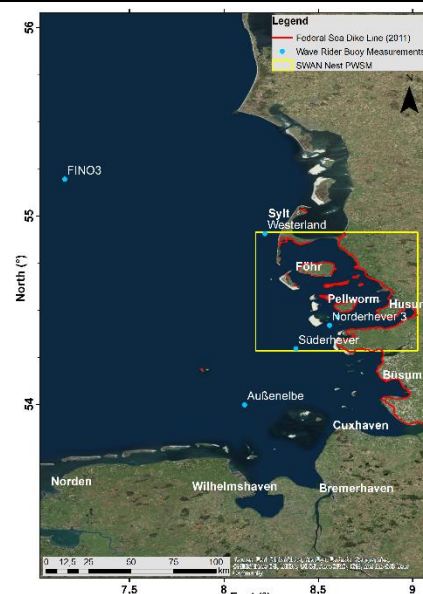 Legend
Federal Sea Dike Line (2011)
Wave Rider Buoy Measurements
SWAN Nest PWSM
N
56
FINO3
55
Sylt
Westerland
Föhr
Pellworm
Husu
Norderhever 3
Süderhever
Büsum
North (°)
54
Außenelbe
Cuxhaven
Norden
Wilhelmshaven
Bremerhaven
0 12,5 25 50 75 100
km
7.5 8 8.5 9